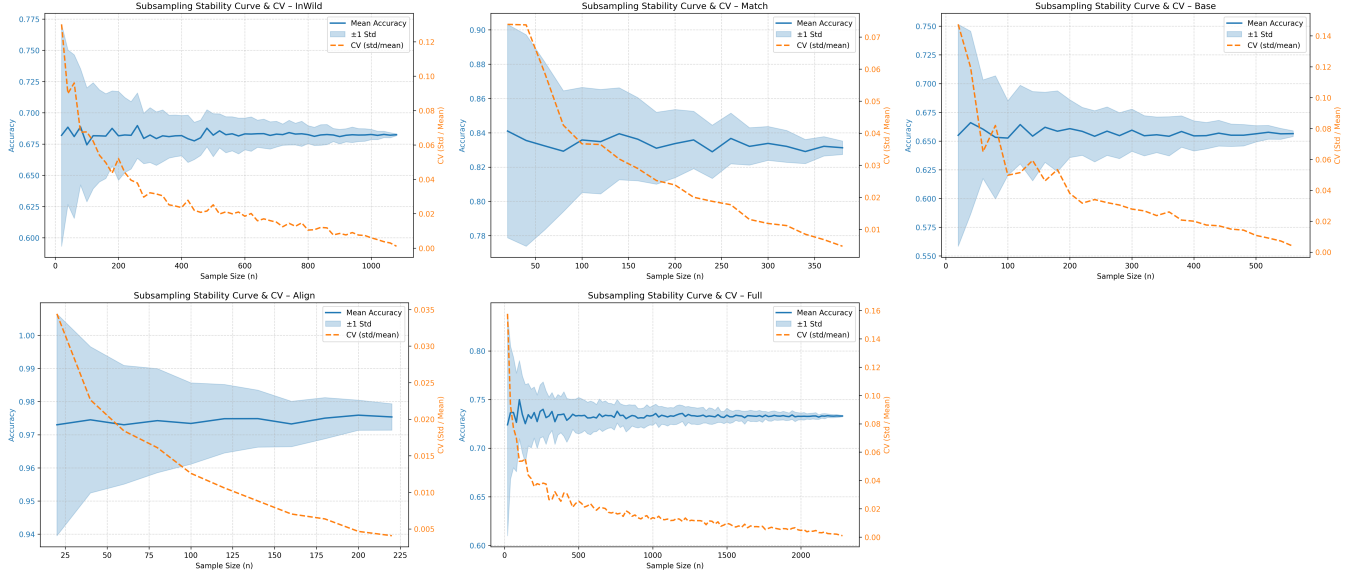 Subsampling Stability Curve & CV – InWild
Mean Accuracy
±1 Std
CV (std/mean)
0.775
0.750
0.725
0.700
0.675
0.650
0.625
0.600
Accuracy
0.12
0.10
0.08
0.06
0.04
0.02
0.00
CV (Std / Mean)
0 200 400 600 800 1000
Sample Size (n)
Subsampling Stability Curve & CV – Match
Mean Accuracy
±1 Std
CV (std/mean)
0.90
0.88
0.86
0.84
0.82
0.80
0.78
Accuracy
0.07
0.06
0.05
0.04
0.03
0.02
0.01
CV (Std / Mean)
50 100 150 200 250 300 350
Sample Size (n)
Subsampling Stability Curve & CV – Base
Mean Accuracy
±1 Std
CV (std/mean)
0.750
0.725
0.700
0.675
0.650
0.625
0.600
0.575
0.550
Accuracy
0.14
0.12
0.10
0.08
0.06
0.04
0.02
0.00
CV (Std / Mean)
0 100 200 300 400 500
Sample Size (n)
Subsampling Stability Curve & CV – Align
Mean Accuracy
±1 Std
CV (std/mean)
1.00
0.99
0.98
0.97
0.96
0.95
0.94
Accuracy
0.035
0.030
0.025
0.020
0.015
0.010
0.005
CV (Std / Mean)
25 50 75 100 125 150 175 200 225
Sample Size (n)
Subsampling Stability Curve & CV – Full
Mean Accuracy
±1 Std
CV (std/mean)
0.80
0.75
0.70
0.65
0.60
Accuracy
0.16
0.14
0.12
0.10
0.08
0.06
0.04
0.02
0.00
CV (Std / Mean)
0 500 1000 1500 2000
Sample Size (n)